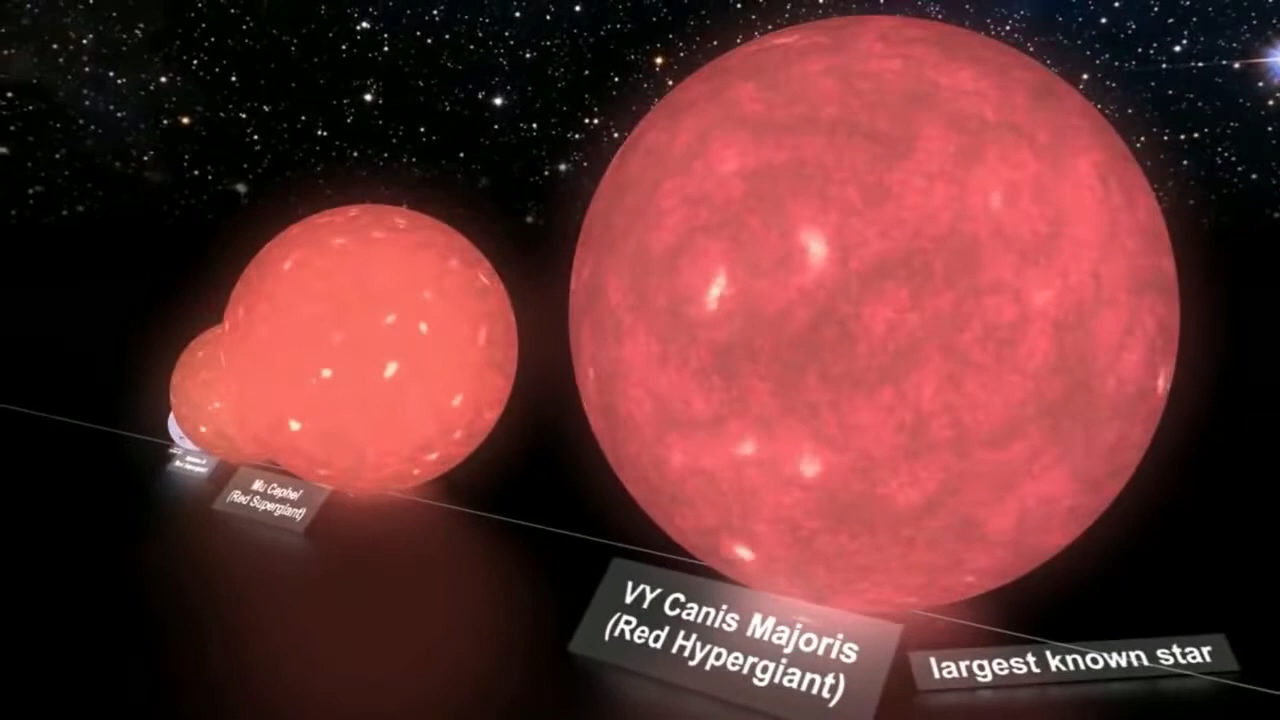 Mu Cephei
(Red Supergiant)
VY Canis Majoris
(Red Hypergiant)
largest known star